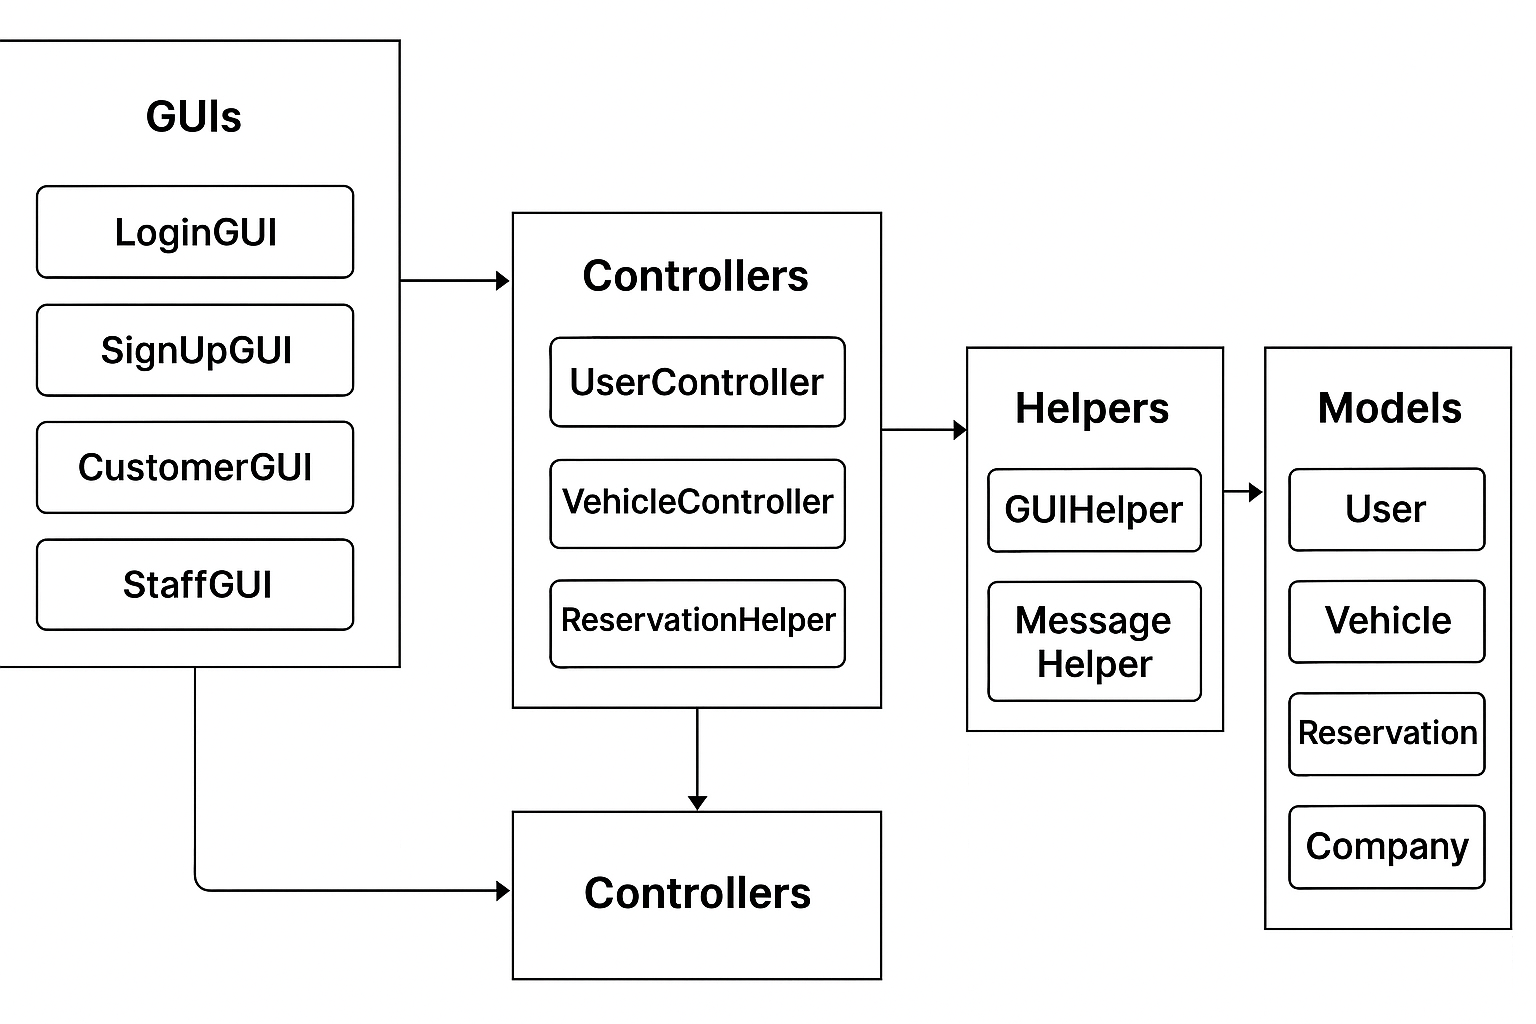 GUIs
LoginGUI
SignUpGUI
CustomerGUI
StaffGUI
Controllers
UserController
VehicleController
ReservationHelper
Helpers
GUIHelper
Message
Helper
Models
User
Vehicle
Reservation
Company
Controllers